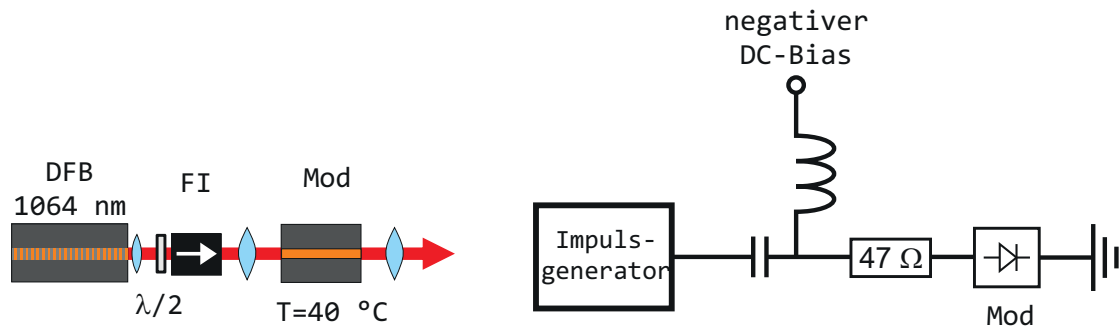 DFB
1064 nm
FI
Mod
λ/2
T=40 °C
negativer
DC-Bias
Impuls-
generator
47 Ω
Mod